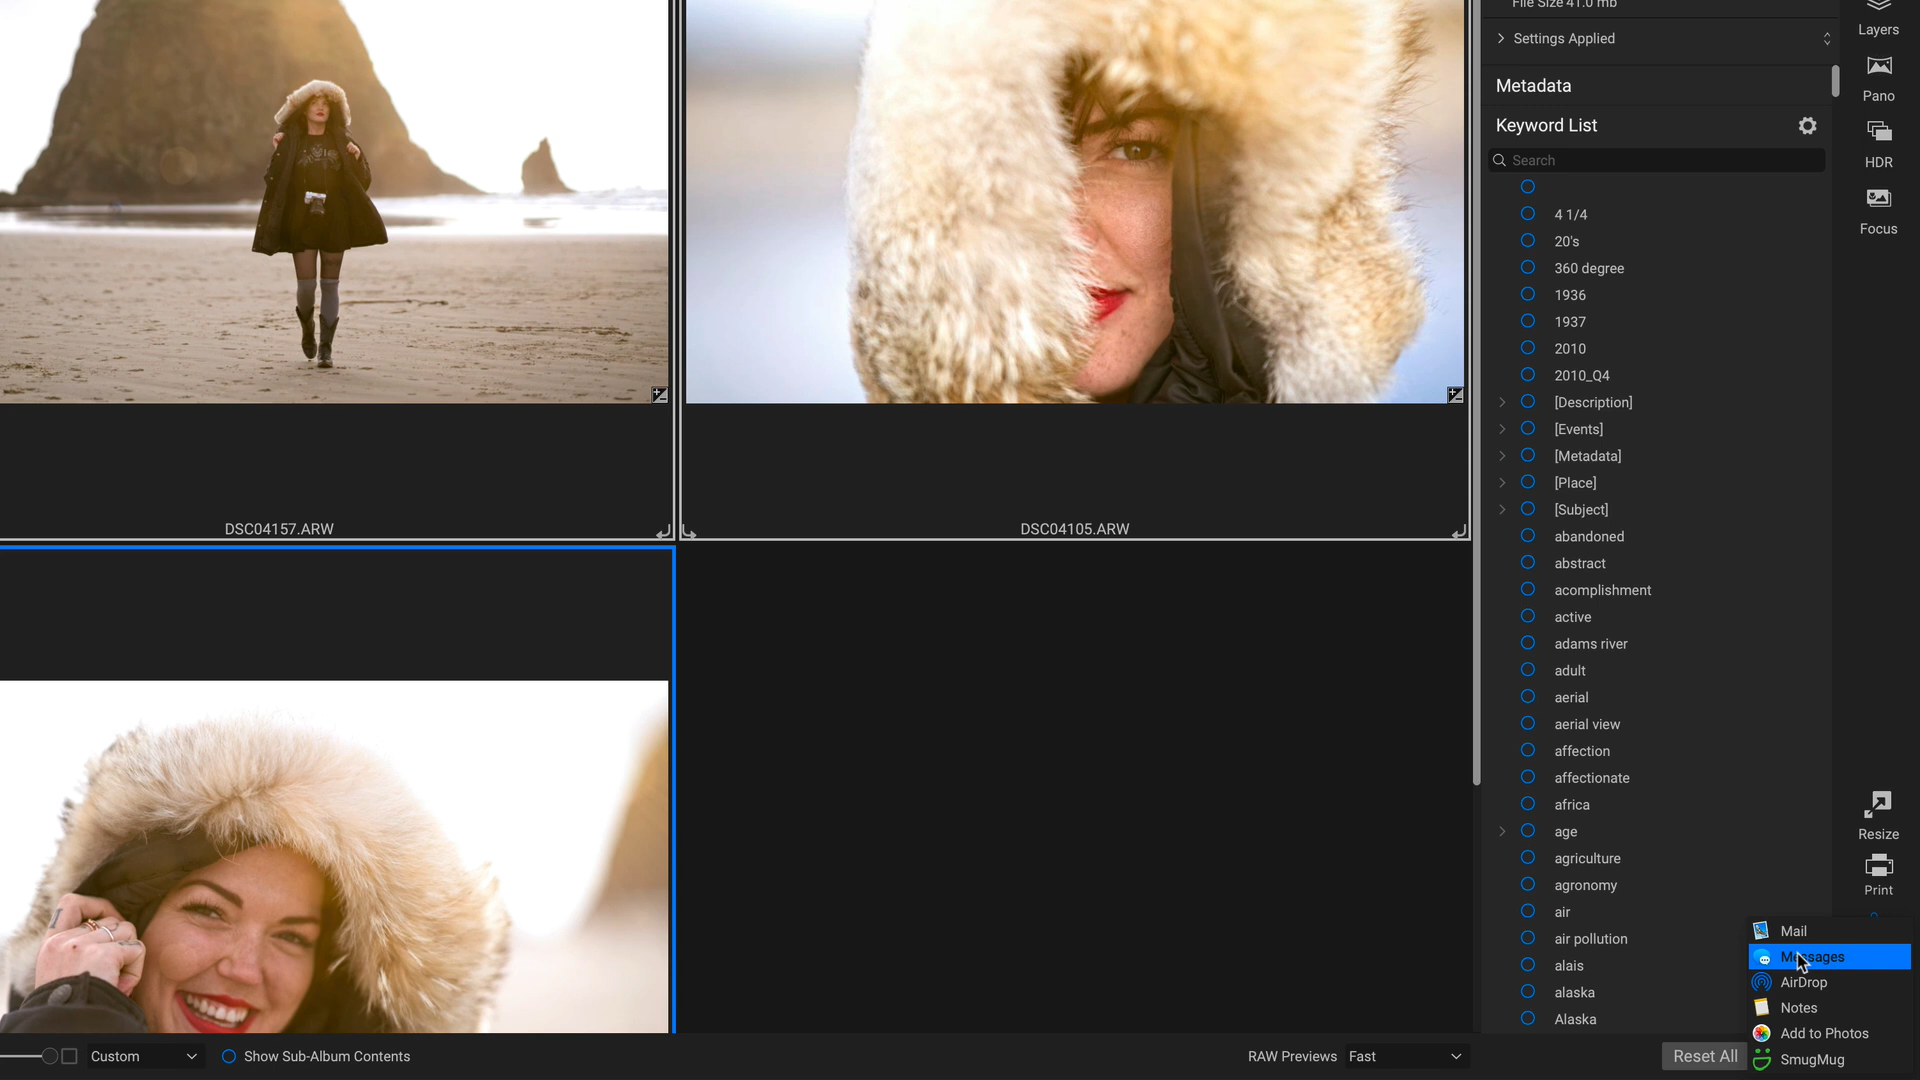 File Size 41.0 mb
Settings Applied
Layers
Metadata
Pano
Keyword List
Search
HDR
4 1/4
Focus
20's
360 degree
1936
1937
2010
2010_Q4
[Description]
[Events]
[Metadata]
[Place]
[Subject]
DSC04157.ARW
DSC04105.ARW
abandoned
abstract
acomplishment
active
adams river
adult
aerial
aerial view
affection
affectionate
africa
age
Resize
agriculture
agronomy
Print
air
air pollution
alais
alaska
Alaska
Mail
Messages
AirDrop
Notes
Add to Photos
SmugMug
Custom
Show Sub-Album Contents
RAW Previews Fast
Reset All